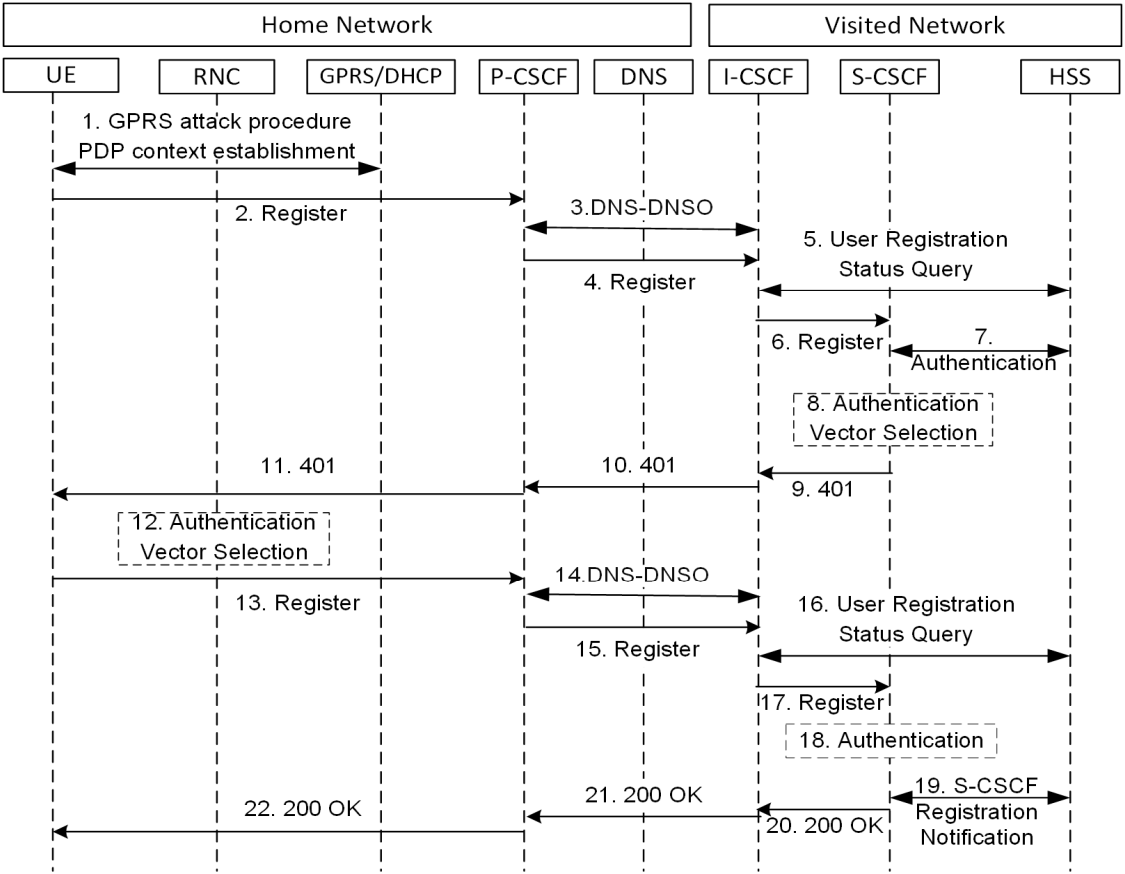 Home Network
Visited Network
UE
RNC
GPRS/DHCP
P-CSCF
DNS
I-CSCF
S-CSCF
HSS
1. GPRS attack procedure
PDP context establishment
2. Register
3.DNS-DNSO
4. Register
5. User Registration
Status Query
6. Register
7.
Authentication
8. Authentication
Vector Selection
9. 401
10. 401
11. 401
12. Authentication
Vector Selection
13. Register
14.DNS-DNSO
15. Register
16. User Registration
Status Query
17. Register
18. Authentication
19. S-CSCF
Registration
Notification
20. 200 OK
21. 200 OK
22. 200 OK